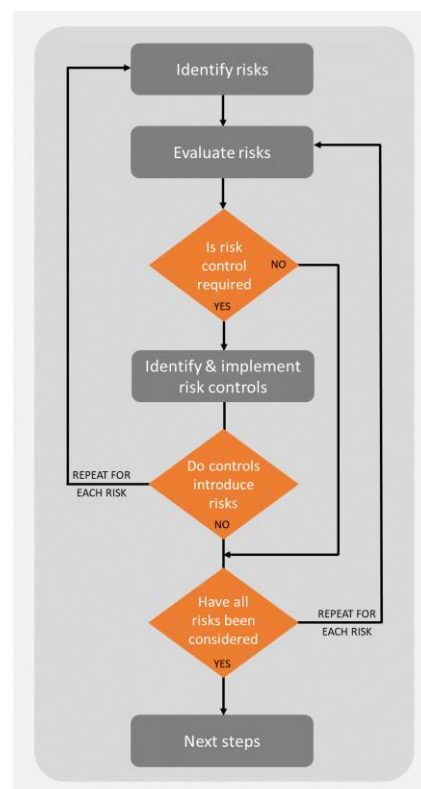 Identify risks
Evaluate risks
Is risk
control
required
NO
YES
Identify & implement
risk controls
Do controls
introduce
risks
REPEAT FOR
EACH RISK
NO
Have all
risks been
considered
REPEAT FOR
EACH RISK
YES
Next steps